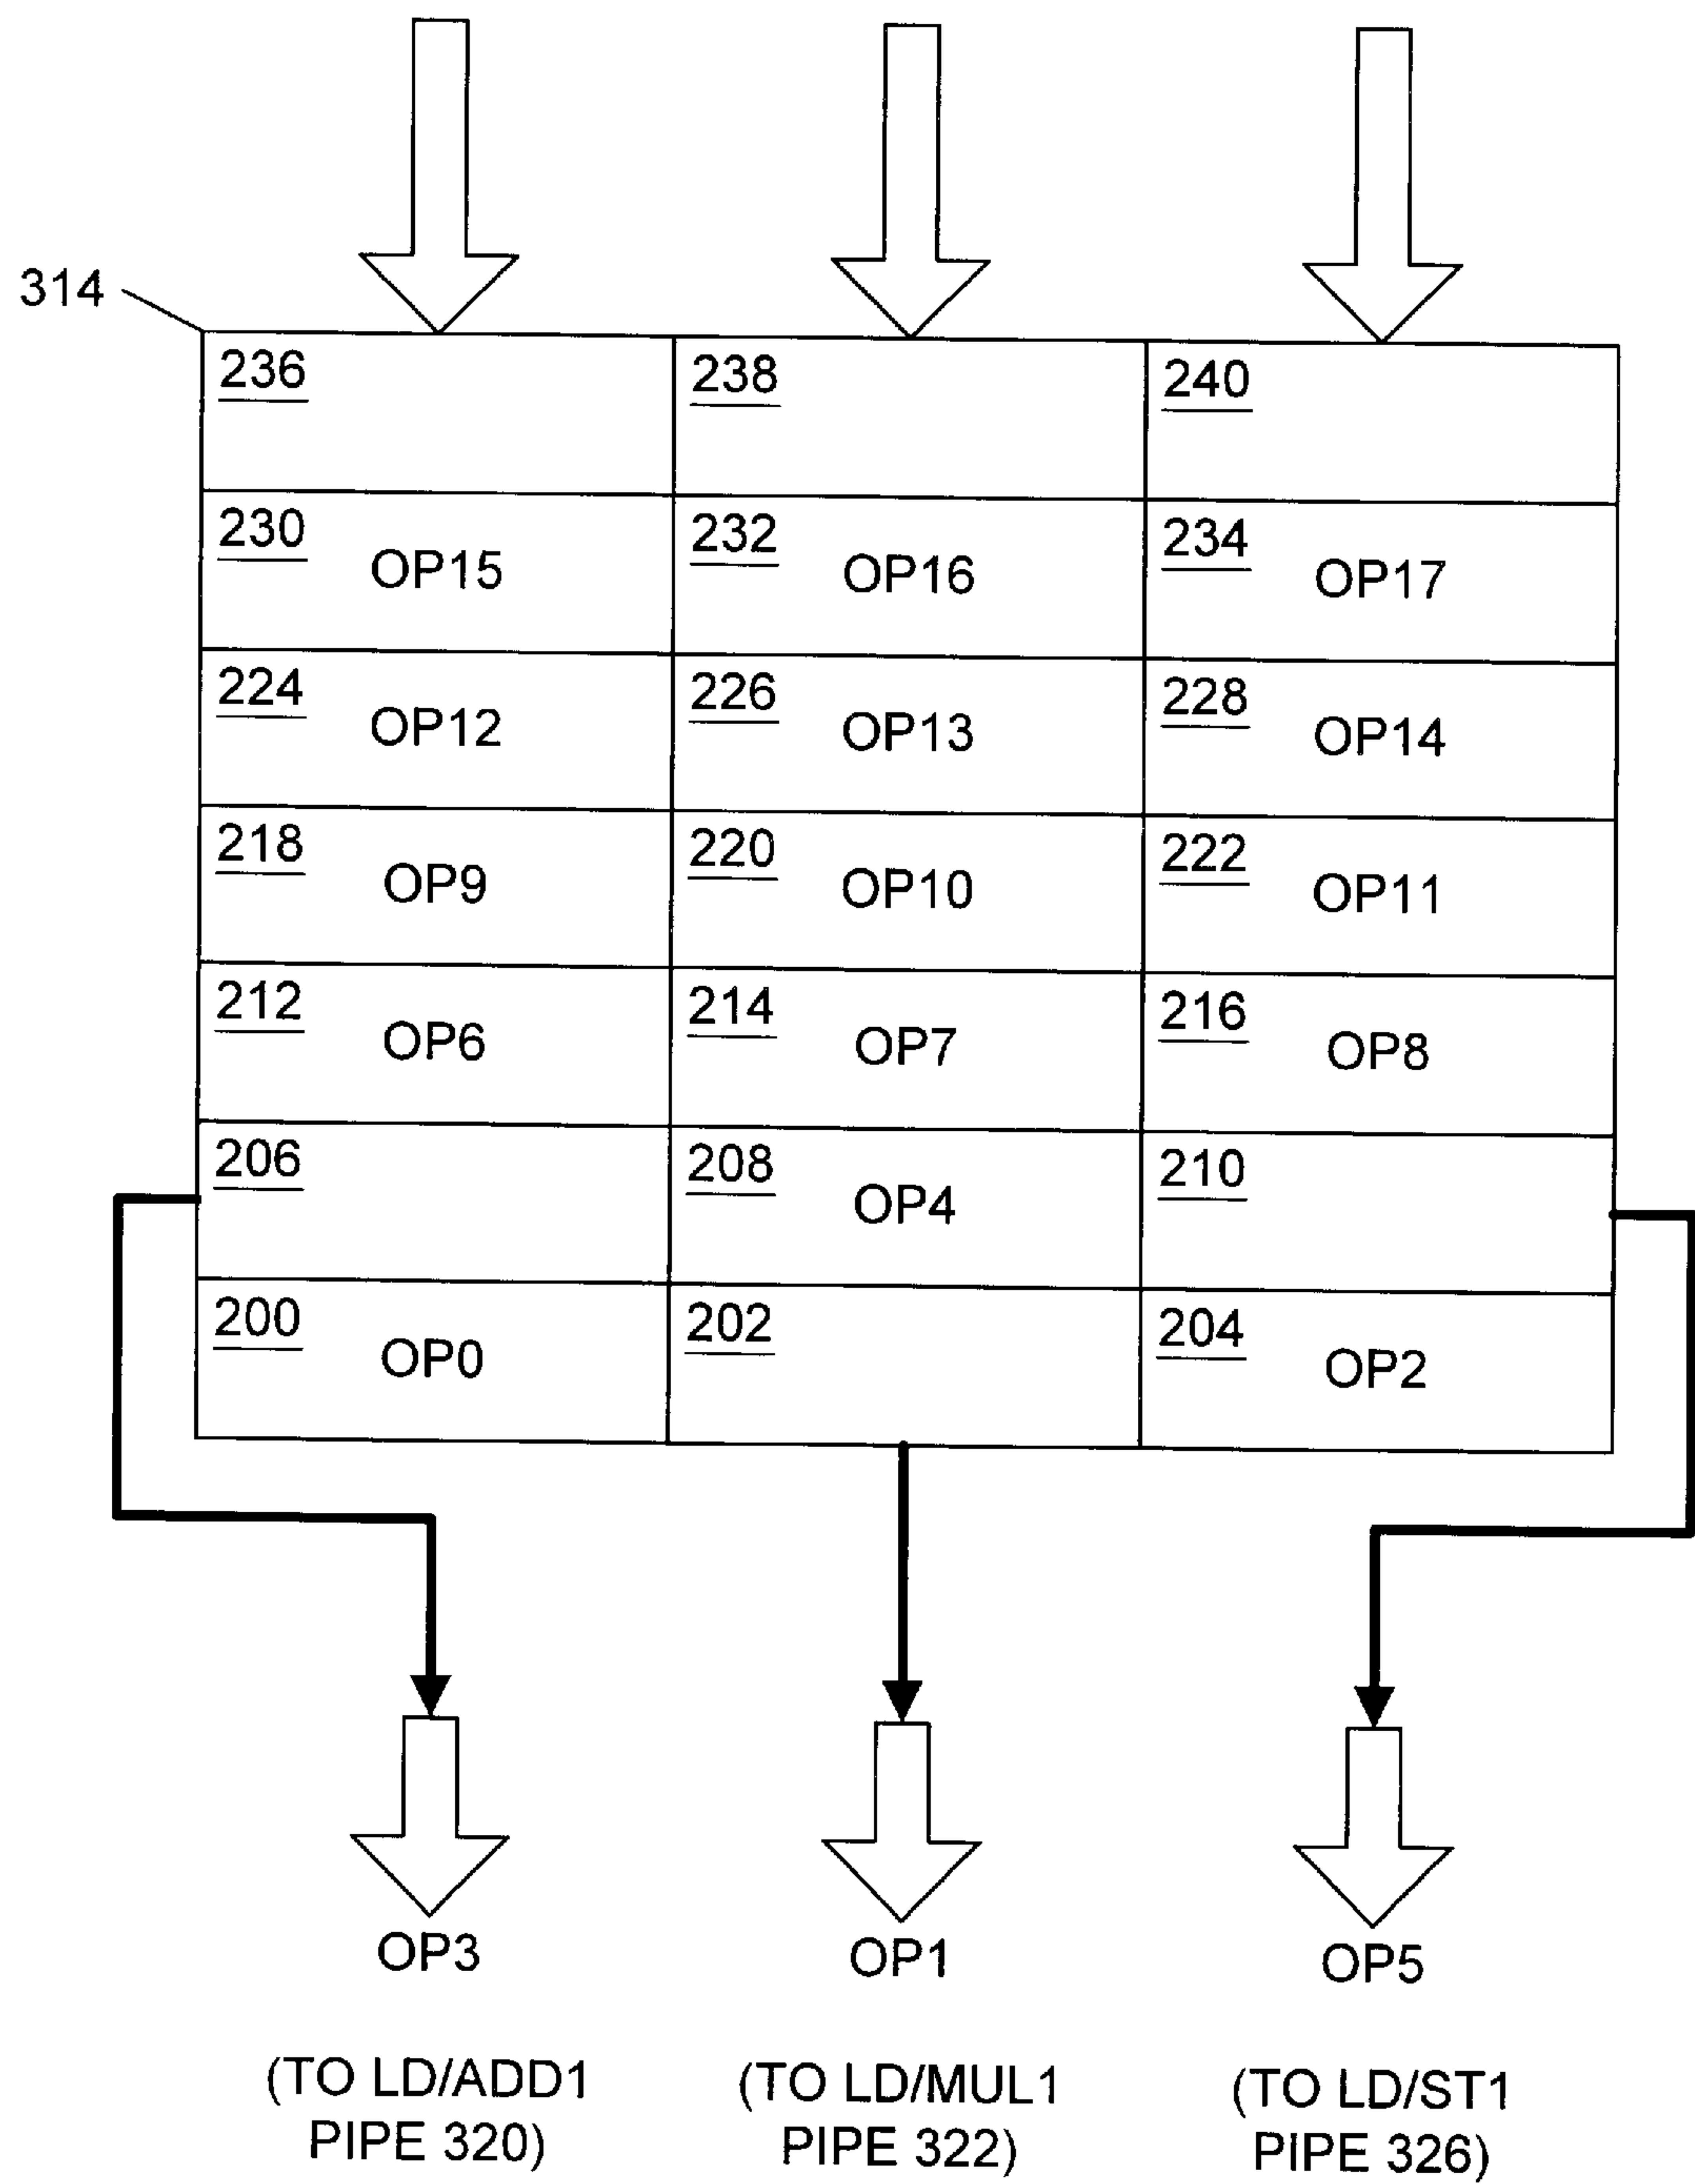 314
236 238 240
230 OP15 232 OP16 234 OP17
224 OP12 226 OP13 228 OP14
218 OP9 220 OP10 222 OP11
212 OP6 214 OP7 216 OP8
206 208 OP4 210
200 OP0 202 204 OP2
OP3 OP1 OP5
(TO LD/ADD1 (TO LD/MUL1 (TO LD/ST1
PIPE 320) PIPE 322) PIPE 326)